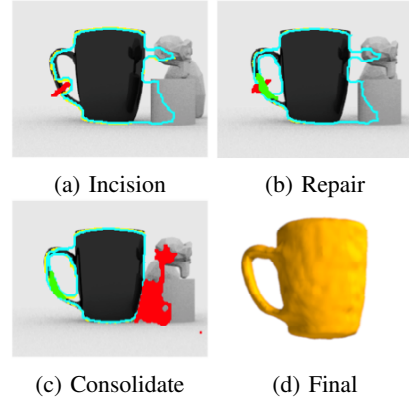 (a) Incision
(b) Repair
(c) Consolidate
(d) Final